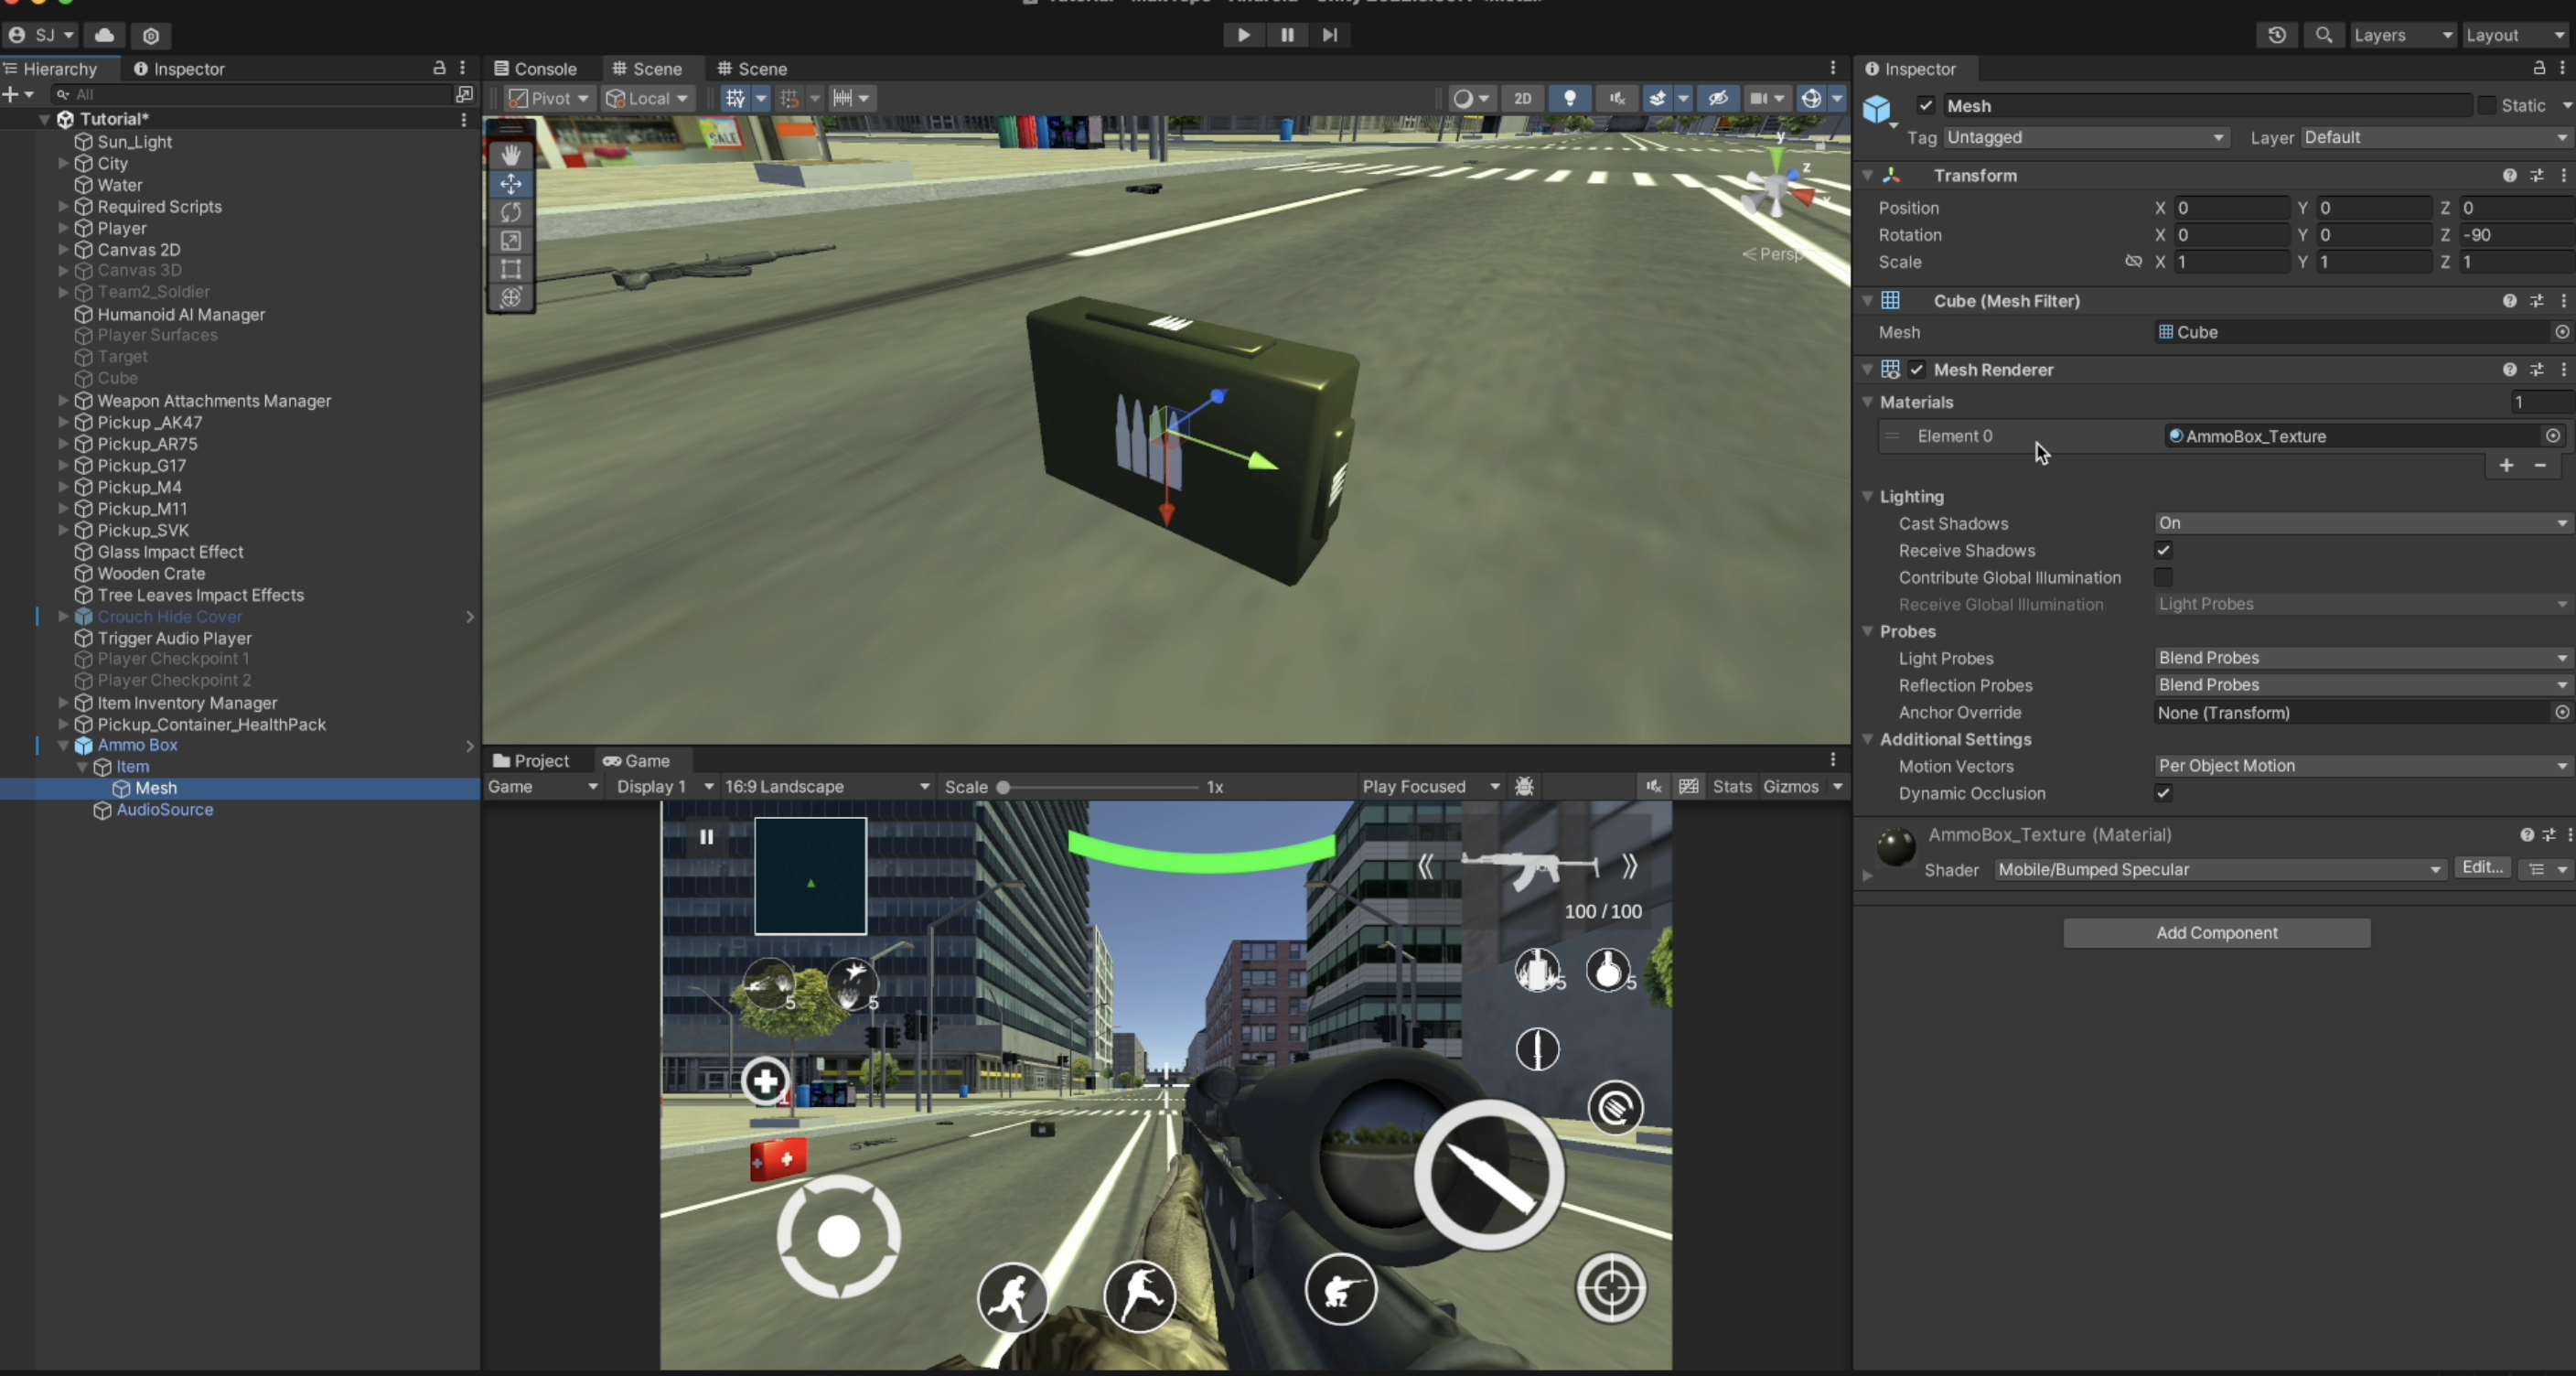 SJ
Layers
Layout
Hierarchy
Inspector
All
Tutorial*
Sun_Light
City
Water
Required Scripts
Player
Canvas 2D
Canvas 3D
Team2_Soldier
Humanoid AI Manager
Player Surfaces
Target
Cube
Weapon Attachments Manager
Pickup _AK47
Pickup_AR75
Pickup_G17
Pickup_M4
Pickup_M11
Pickup_SVK
Glass Impact Effect
Wooden Crate
Tree Leaves Impact Effects
Crouch Hide Cover
Trigger Audio Player
Player Checkpoint 1
Player Checkpoint 2
Item Inventory Manager
Pickup_Container_HealthPack
Ammo Box
Item
Mesh
AudioSource
Console
Scene
Scene
Pivot
Local
2D
SALE
y
z
x
< Persp
Project
Game
Game
Display 1
16:9 Landscape
Scale
1x
Play Focused
Stats
Gizmos
100 / 100
5
5
5
5
1
Inspector
Mesh
Static
Tag Untagged
Layer Default
Transform
Position X 0 Y 0 Z 0
Rotation X 0 Y 0 Z -90
Scale X 1 Y 1 Z 1
Cube (Mesh Filter)
Mesh Cube
Mesh Renderer
Materials 1
Element 0 AmmoBox_Texture
+ −
Lighting
Cast Shadows On
Receive Shadows
Contribute Global Illumination
Receive Global Illumination Light Probes
Probes
Light Probes Blend Probes
Reflection Probes Blend Probes
Anchor Override None (Transform)
Additional Settings
Motion Vectors Per Object Motion
Dynamic Occlusion
AmmoBox_Texture (Material)
Shader Mobile/Bumped Specular Edit...
Add Component